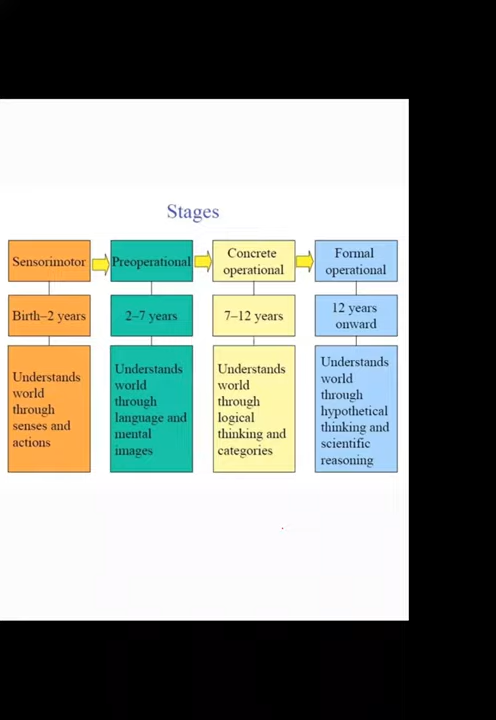 Stages
Sensorimotor
Preoperational
Concrete
operational
Formal
operational
Birth–2 years
2–7 years
7–12 years
12 years
onward
Understands
world
through
senses and
actions
Understands
world
through
language and
mental
images
Understands
world
through
logical
thinking and
categories
Understands
world
through
hypothetical
thinking and
scientific
reasoning